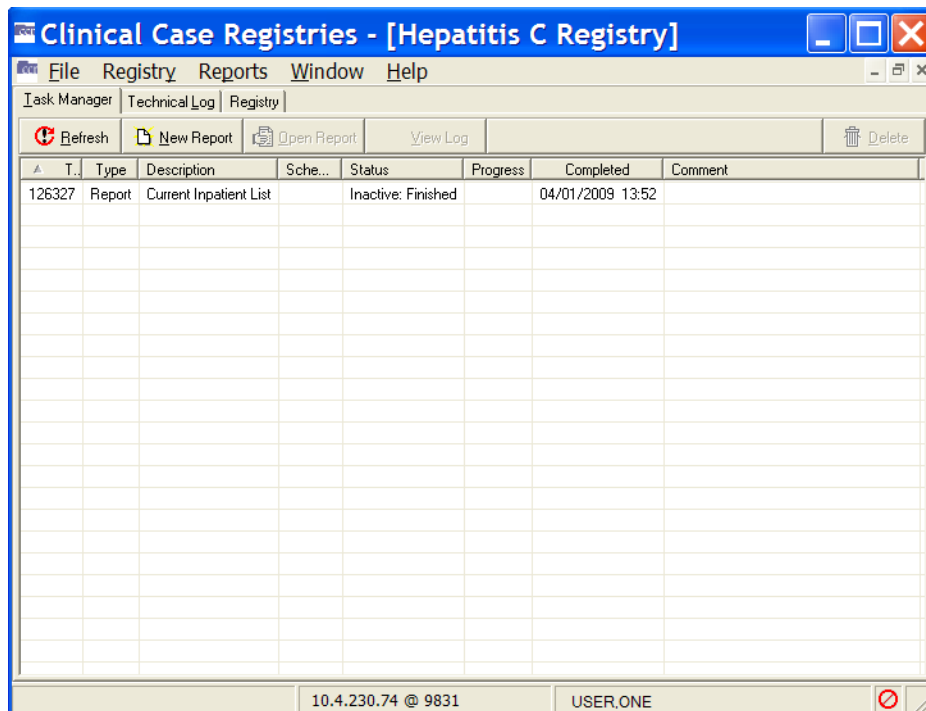 Clinical Case Registries - [Hepatitis C Registry]
File Registry Reports Window Help
Task Manager Technical Log Registry
Refresh New Report Open Report View Log Delete
T.. Type Description Sche... Status Progress Completed Comment
126327 Report Current Inpatient List Inactive: Finished 04/01/2009 13:52
10.4.230.74 @ 9831 USER,ONE